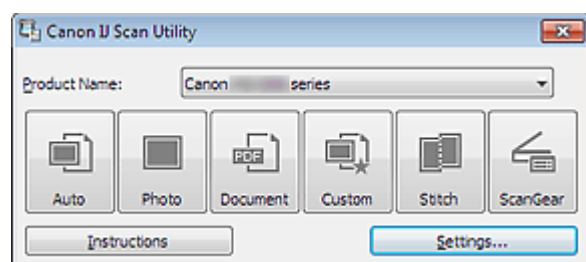 Canon IJ Scan Utility
Product Name: Canon series
PDF
Auto Photo Document Custom Stitch ScanGear
Instructions Settings...